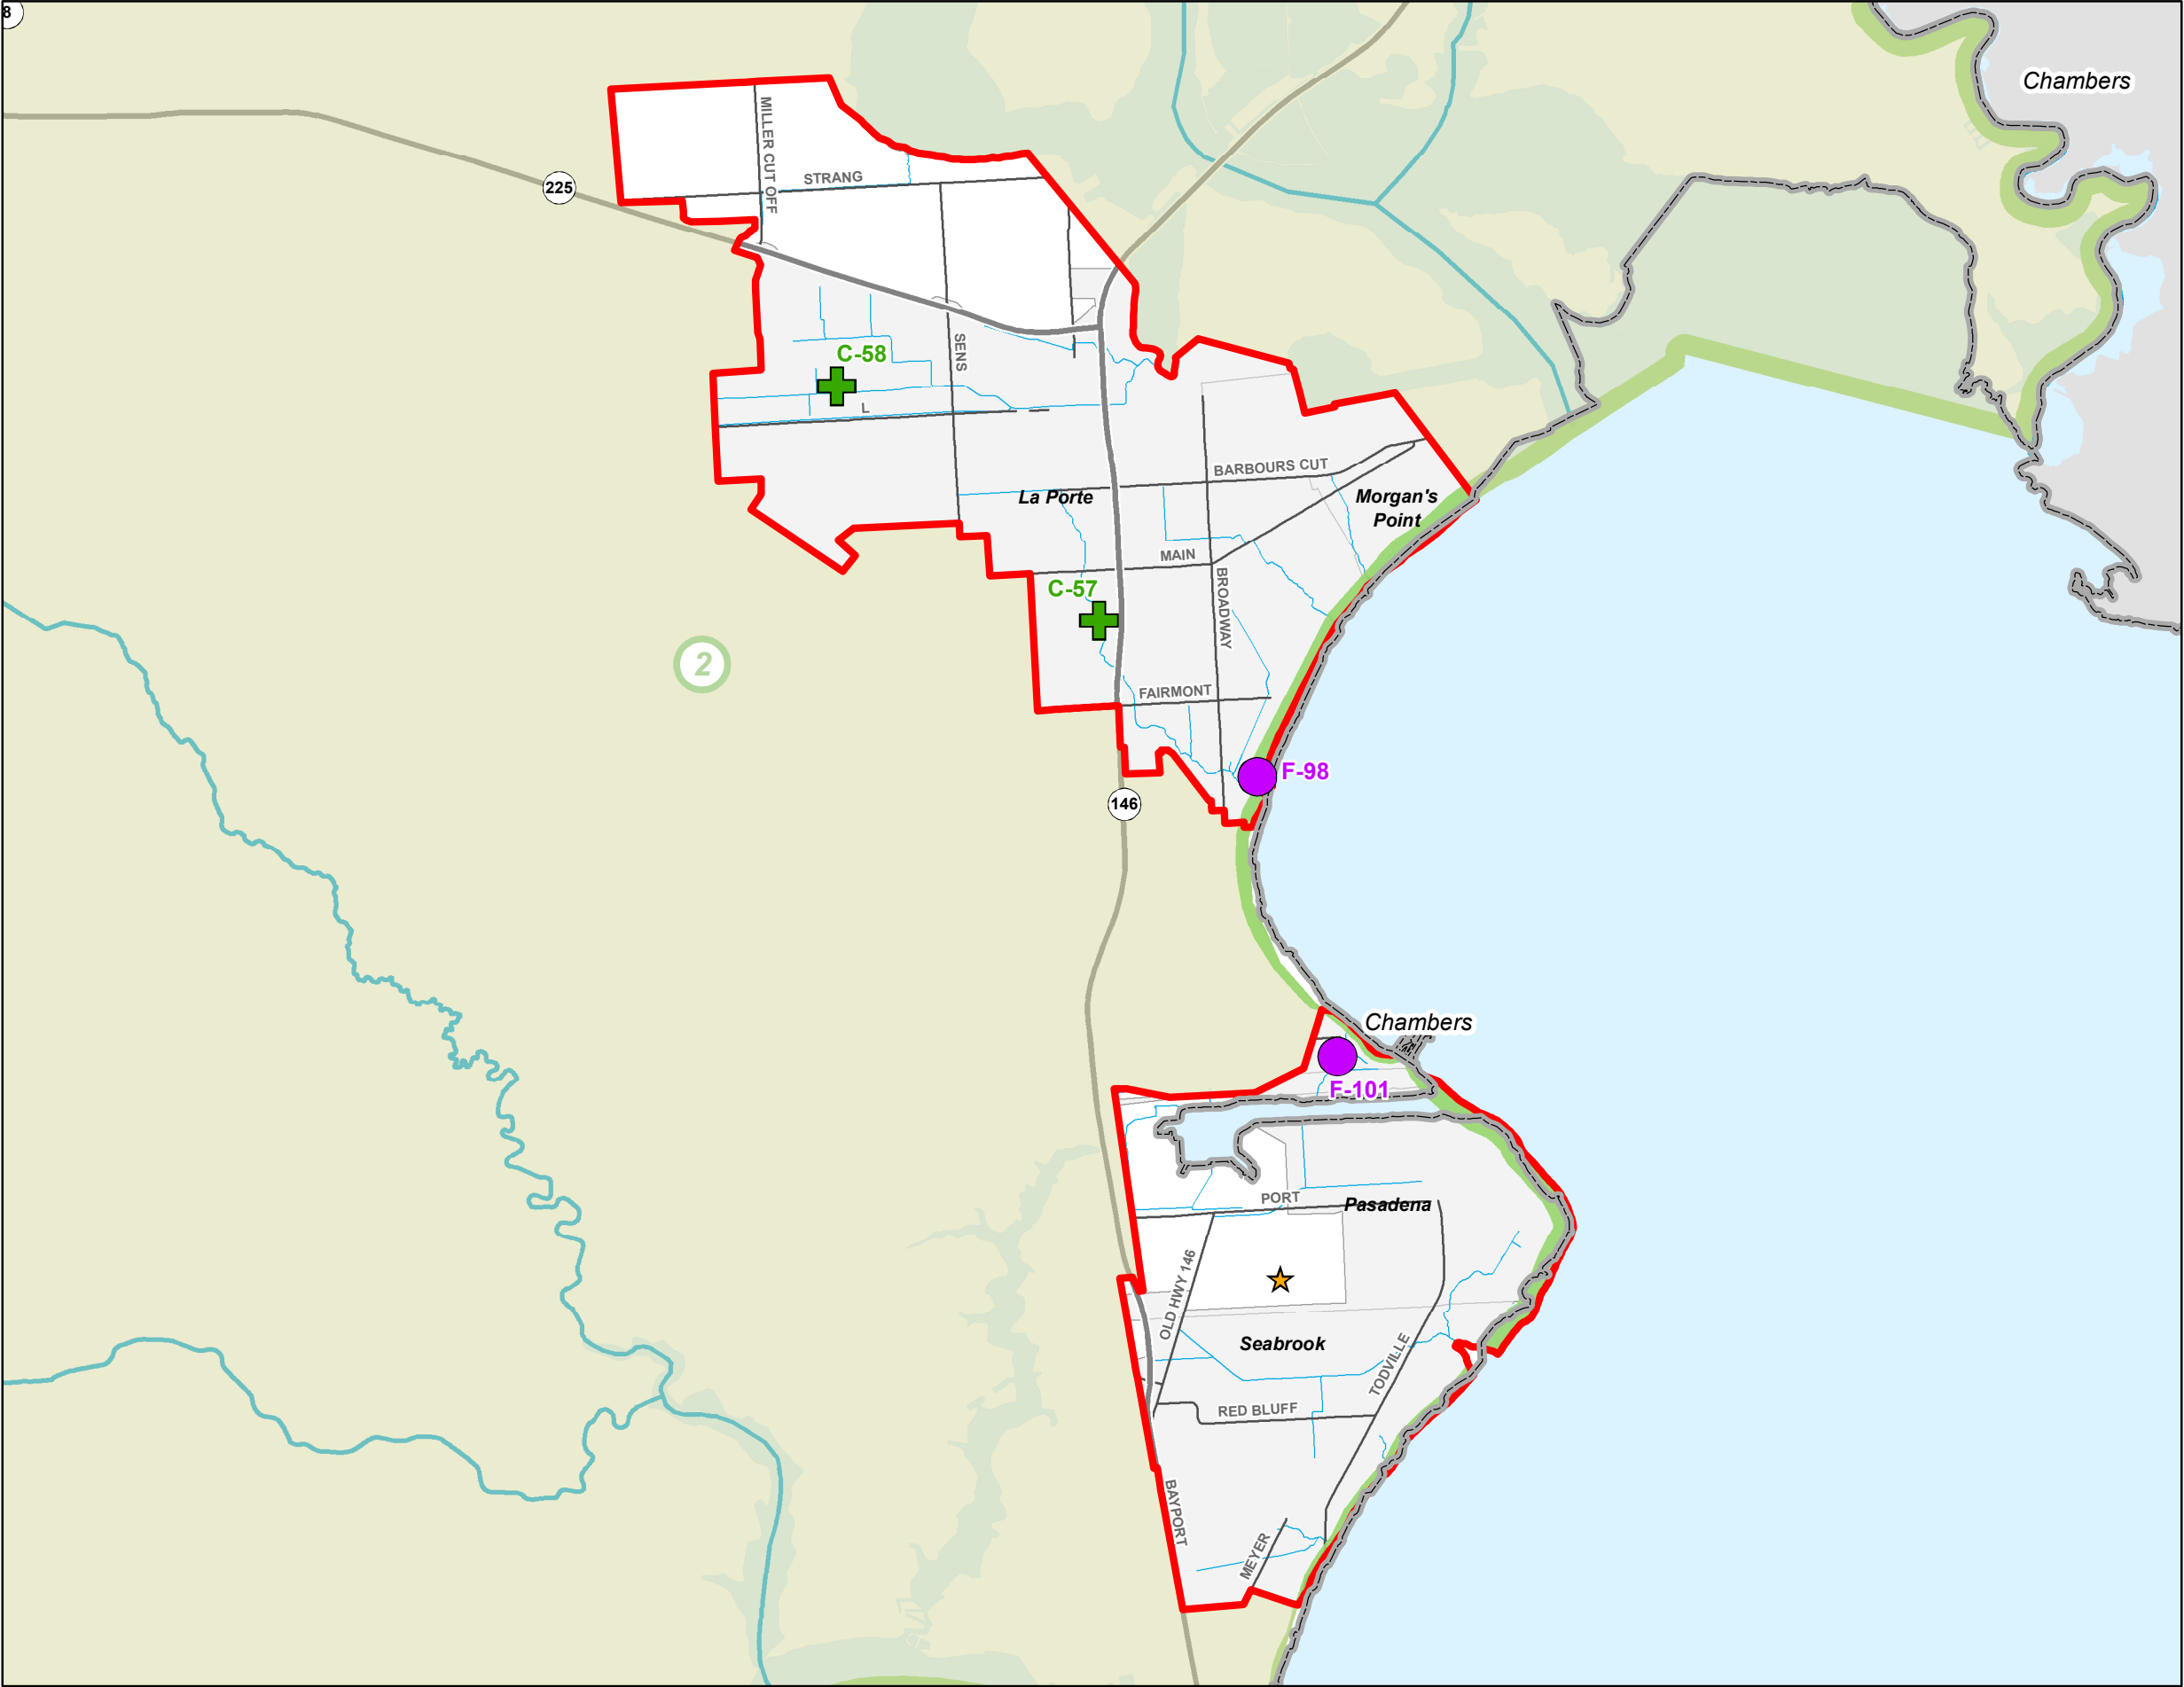 8
Chambers
MILLER CUT OFF
STRANG
225
SENS
C-58
L
BARBOURS CUT
La Porte
Morgan's
Point
MAIN
C-57
BROADWAY
2
FAIRMONT
F-98
146
Chambers
F-101
PORT
Pasadena
OLD HWY 146
Seabrook
TODVILLE
RED BLUFF
BAYPORT
MEYER